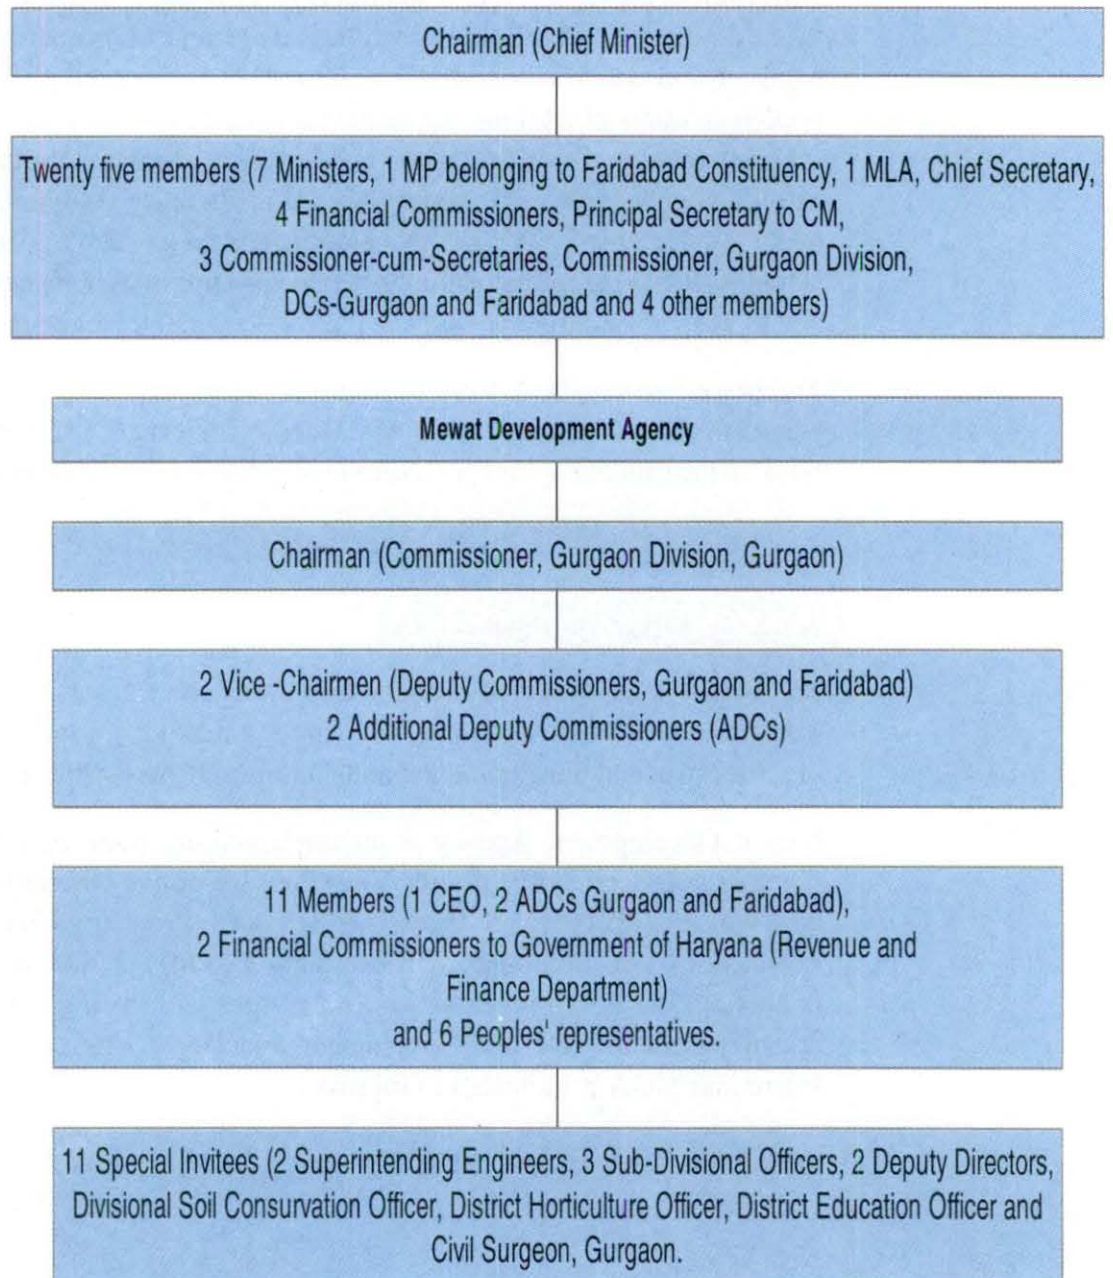 Chairman (Chief Minister)
Twenty five members (7 Ministers, 1 MP belonging to Faridabad Constituency, 1 MLA, Chief Secretary,
4 Financial Commissioners, Principal Secretary to CM,
3 Commissioner-cum-Secretaries, Commissioner, Gurgaon Division,
DCs-Gurgaon and Faridabad and 4 other members)
Mewat Development Agency
Chairman (Commissioner, Gurgaon Division, Gurgaon)
2 Vice -Chairmen (Deputy Commissioners, Gurgaon and Faridabad)
2 Additional Deputy Commissioners (ADCs)
11 Members (1 CEO, 2 ADCs Gurgaon and Faridabad),
2 Financial Commissioners to Government of Haryana (Revenue and
Finance Department)
and 6 Peoples' representatives.
11 Special Invitees (2 Superintending Engineers, 3 Sub-Divisional Officers, 2 Deputy Directors,
Divisional Soil Consurvation Officer, District Horticulture Officer, District Education Officer and
Civil Surgeon, Gurgaon.